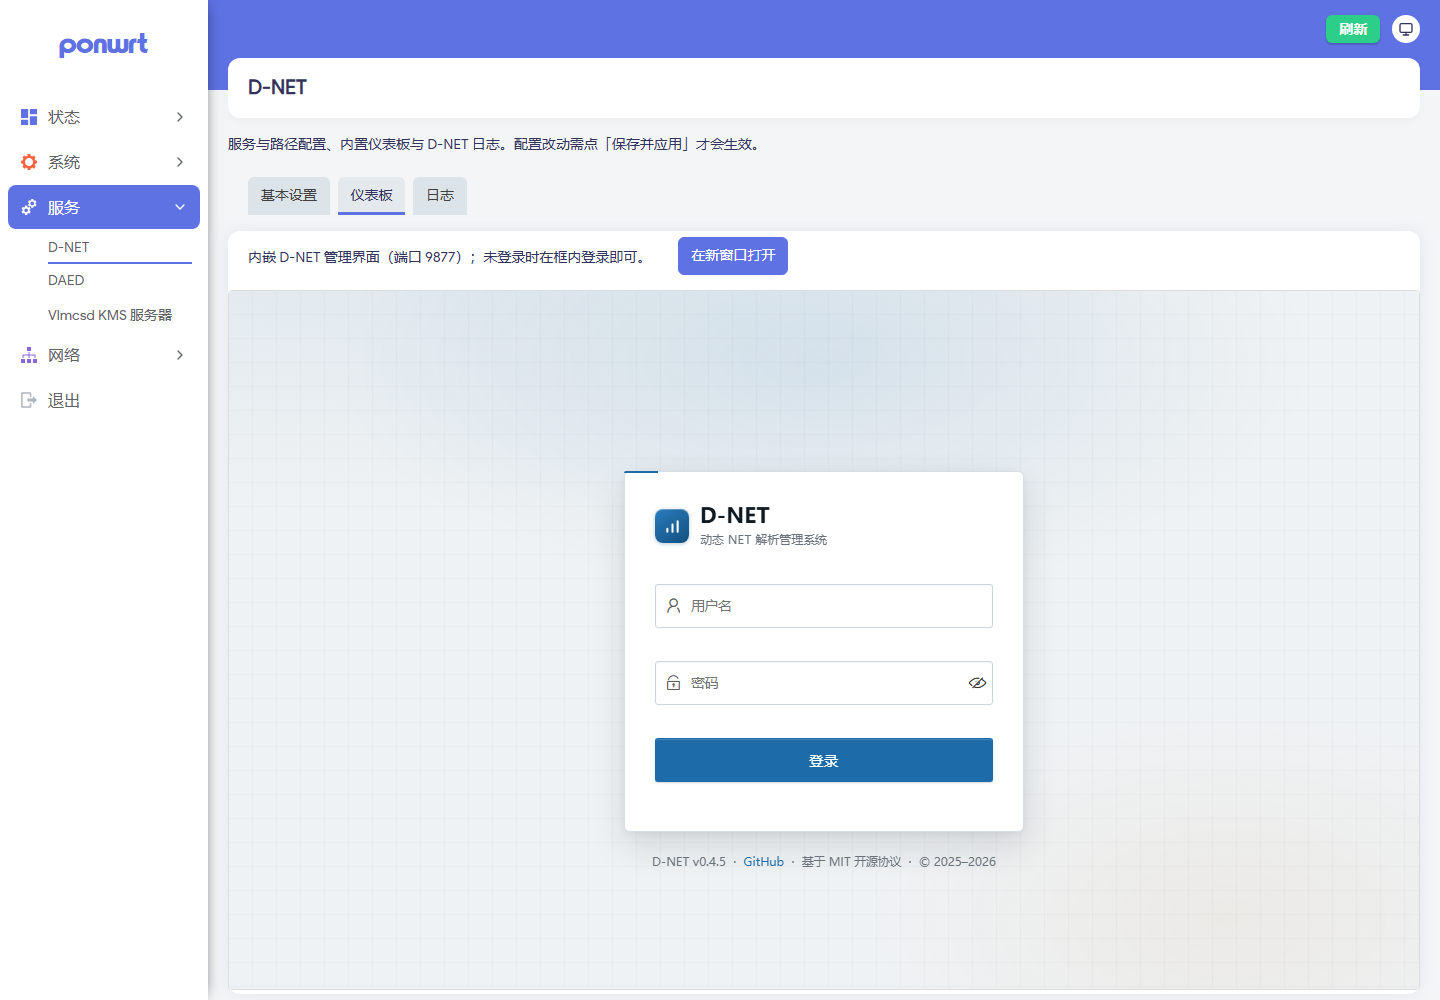 ponwrt
状态
系统
服务
D-NET
DAED
Vlmcsd KMS 服务器
网络
退出
刷新
D-NET
服务与路径配置、内置仪表板与 D-NET 日志。配置改动需点「保存并应用」才会生效。
基本设置
仪表板
日志
内嵌 D-NET 管理界面（端口 9877）；未登录时在框内登录即可。
在新窗口打开
D-NET
动态 NET 解析管理系统
用户名
密码
登录
D-NET v0.4.5 · GitHub · 基于 MIT 开源协议 · © 2025–2026